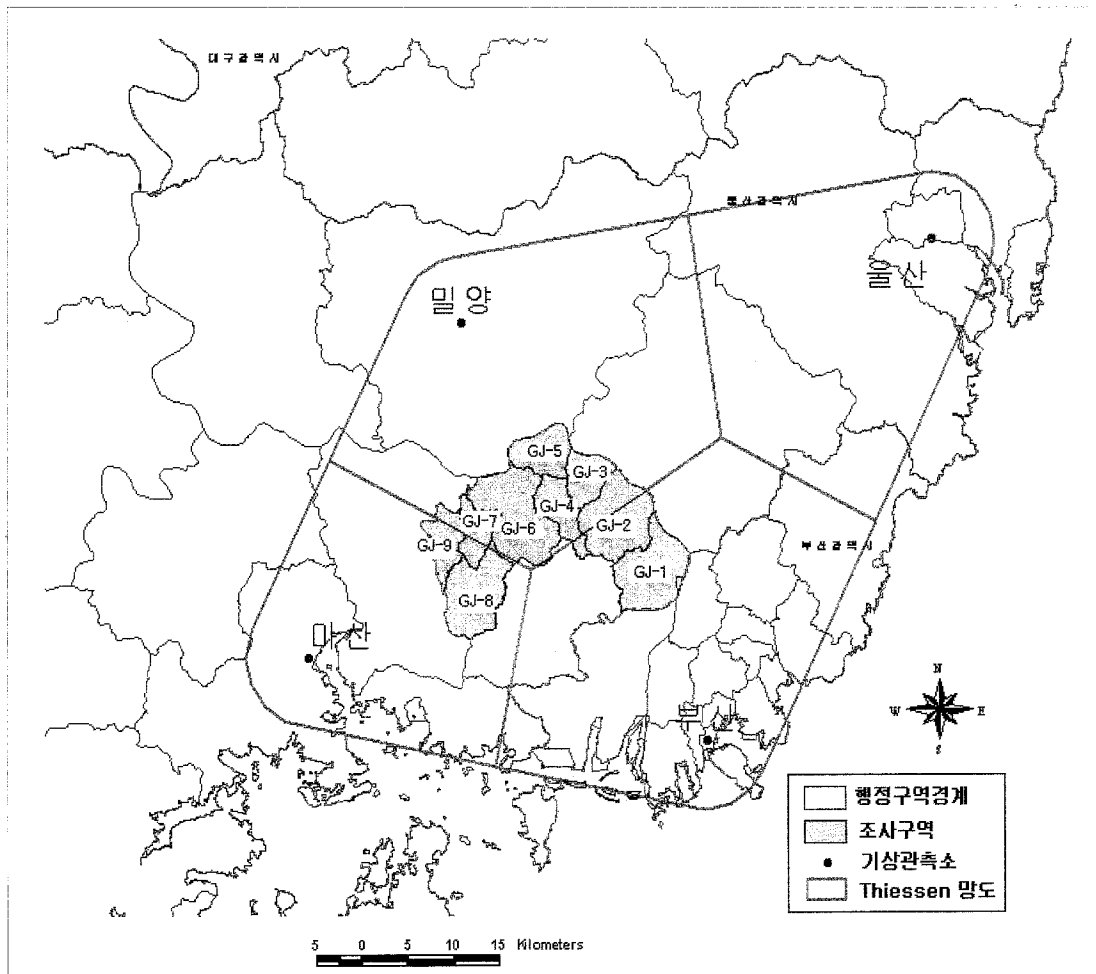 대구광역시
울산광역시
울산
밀양
GJ-5
GJ-3
GJ-4
GJ-7
GJ-6
GJ-2
GJ-9
GJ-1
GJ-8
부산광역시
마산
부산
N
W
E
S
행정구역경계
조사구역
기상관측소
Thiessen 망도
5 0 5 10 15 Kilometers